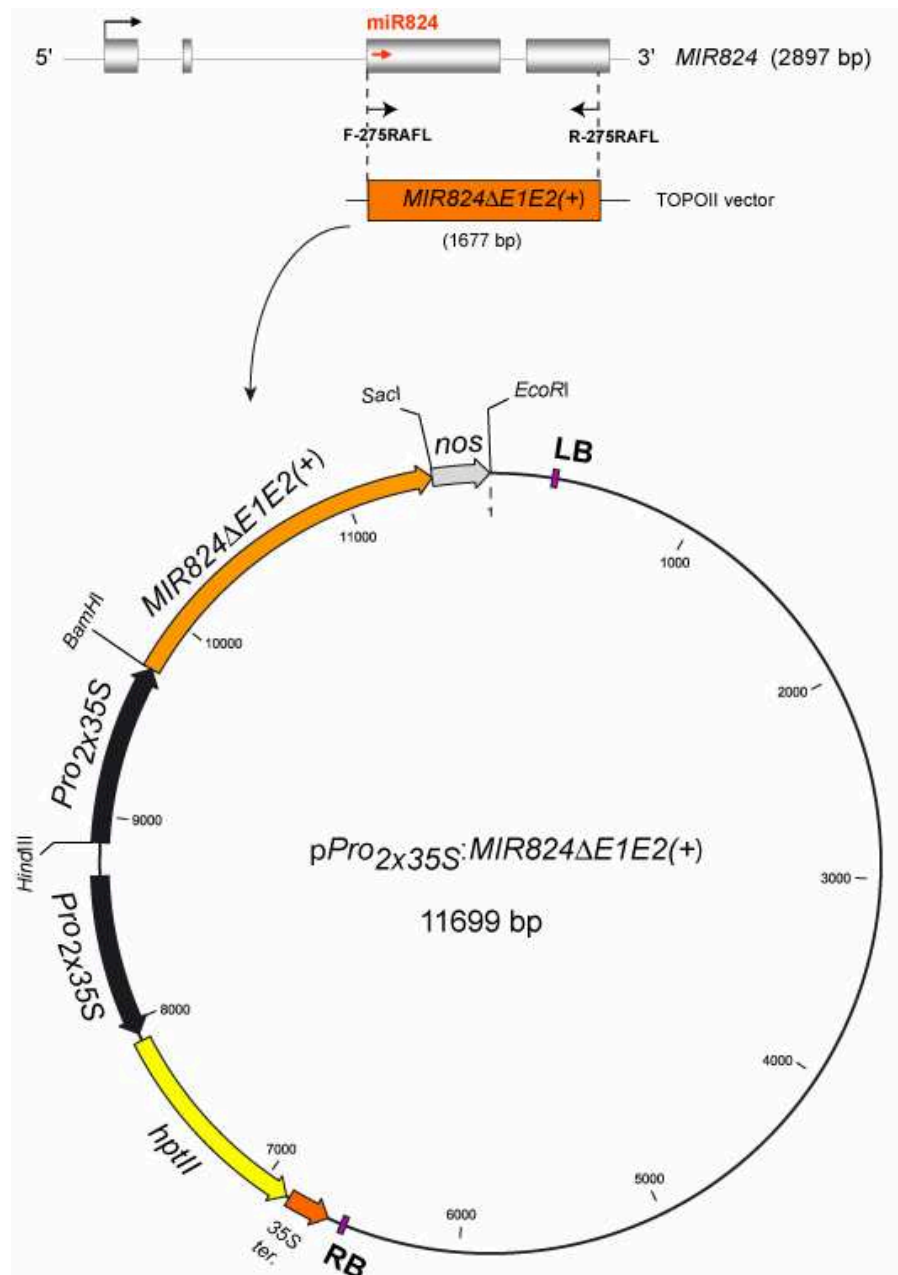 miR824
5' 3' MIR824 (2897 bp)
F-275RAFL R-275RAFL
MIR824ΔE1E2(+) TOPOII vector
(1677 bp)
SacI EcoRI
nos LB
MIR824ΔE1E2(+)
1
11000
1000
BamHI
10000
2000
Pro2x35S
9000
HindIII
pPro2x35S:MIR824ΔE1E2(+)
3000
11699 bp
Pro2x35S
8000
4000
hptII
7000
5000
6000
35S
ter.
RB